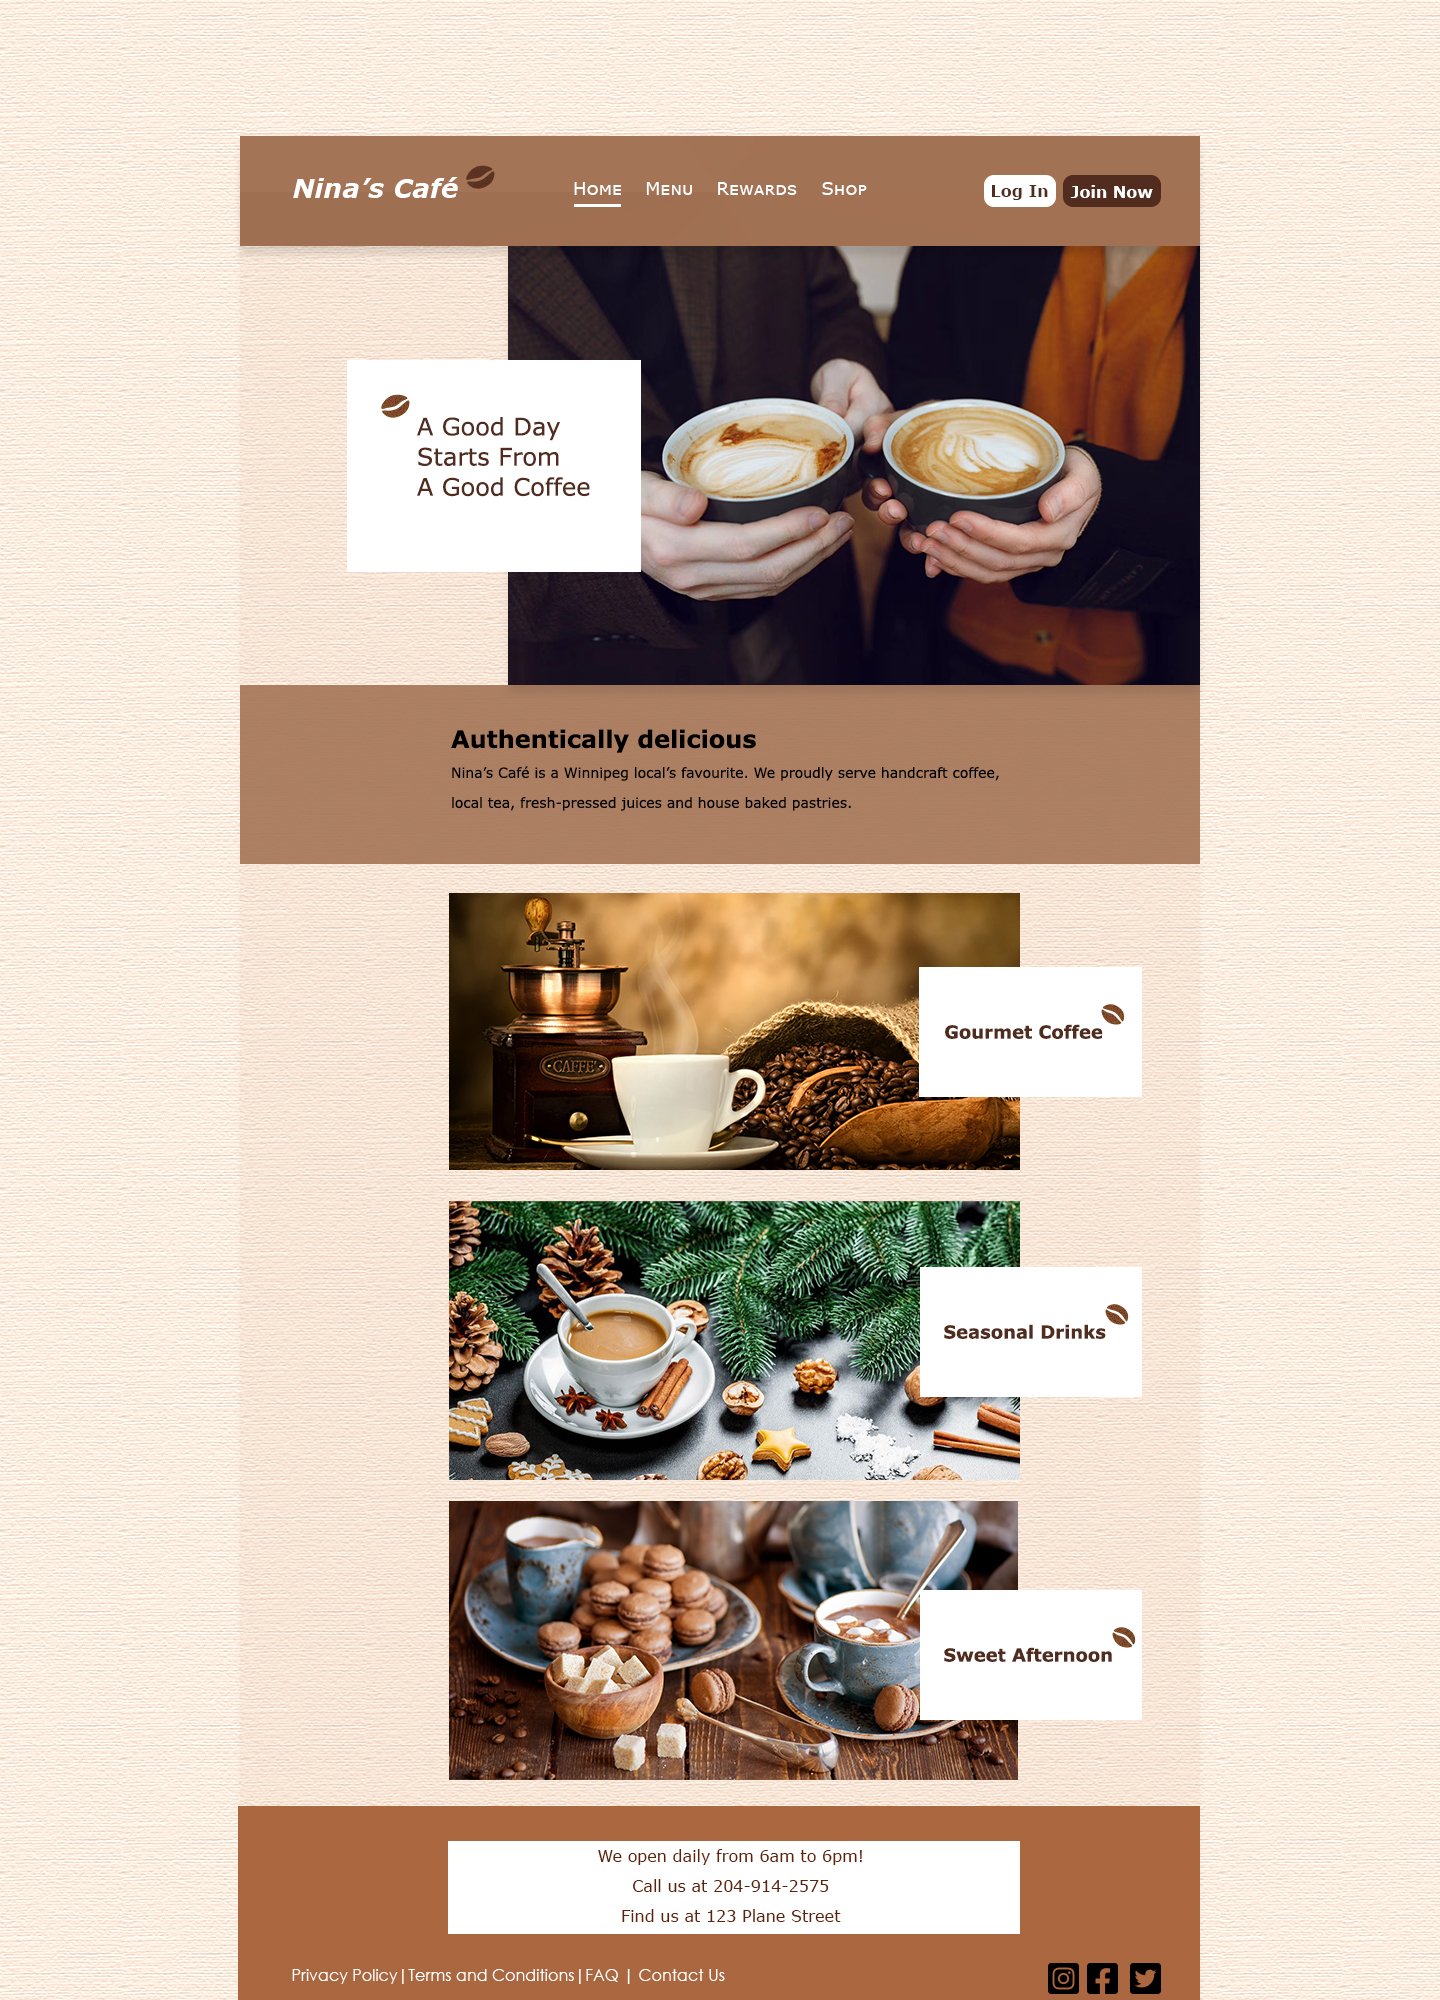 Nina's Café
Home Menu Rewards Shop
Log In Join Now
A Good Day
Starts From
A Good Coffee
Authentically delicious
Nina's Café is a Winnipeg local's favourite. We proudly serve handcraft coffee,
local tea, fresh-pressed juices and house baked pastries.
CAFFE'
Gourmet Coffee
Seasonal Drinks
Sweet Afternoon
We open daily from 6am to 6pm!
Call us at 204-914-2575
Find us at 123 Plane Street
Privacy Policy|Terms and Conditions|FAQ | Contact Us